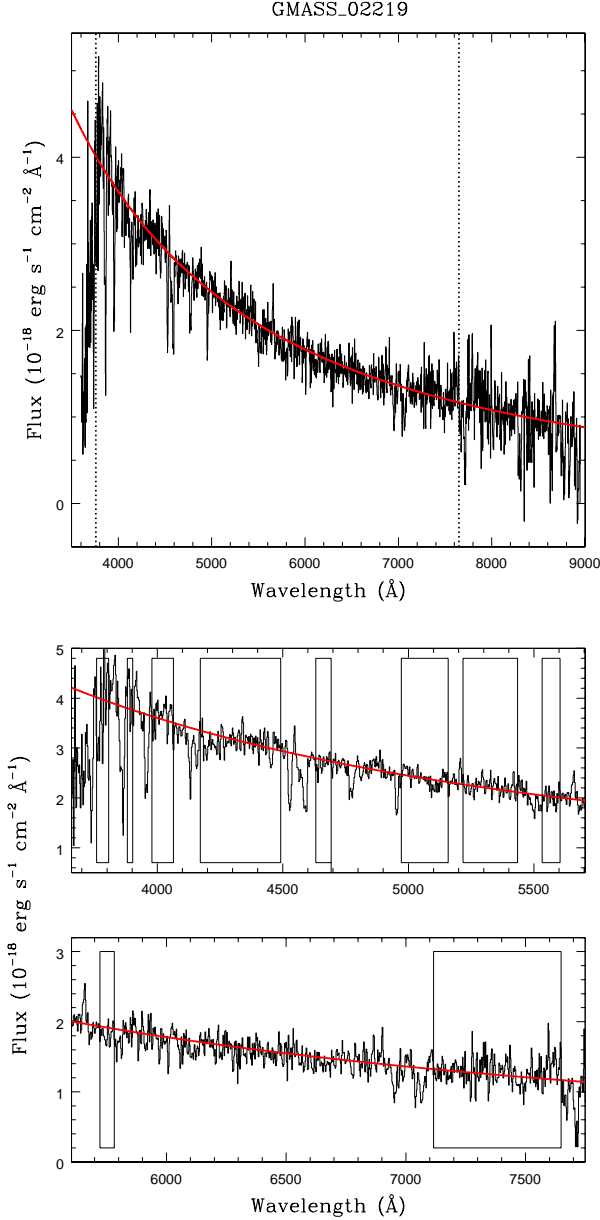 GMASS_02219
Flux (10⁻¹⁸ erg s⁻¹ cm⁻² Å⁻¹)
4
2
0
4000 5000 6000 7000 8000 9000
Wavelength (Å)
Flux (10⁻¹⁸ erg s⁻¹ cm⁻² Å⁻¹)
5
4
3
2
1
4000 4500 5000 5500
3
2
1
0
6000 6500 7000 7500
Wavelength (Å)